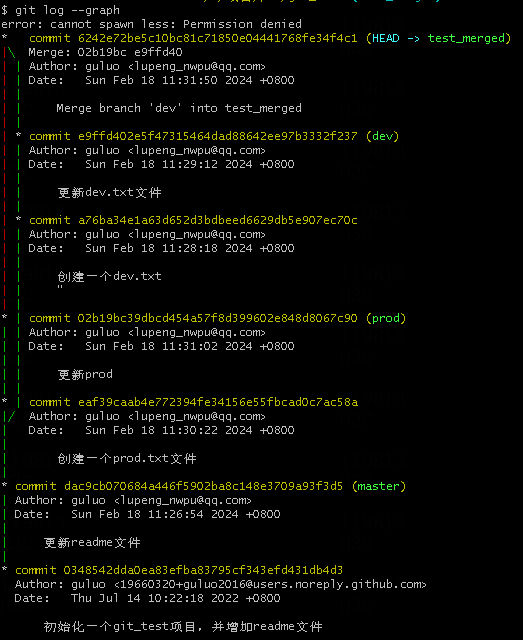 $ git log --graph
error: cannot spawn less: Permission denied
*   commit 6242e72be5c10bc81c71850e04441768fe34f4c1 (HEAD -> test_merged)
|\  Merge: 02b19bc e9ffd40
| | Author: guluo <lupeng_nwpu@qq.com>
| | Date:   Sun Feb 18 11:31:50 2024 +0800
| |
| |     Merge branch 'dev' into test_merged
| |
| * commit e9ffd402e5f47315464dad88642ee97b3332f237 (dev)
| | Author: guluo <lupeng_nwpu@qq.com>
| | Date:   Sun Feb 18 11:29:12 2024 +0800
| |
| |     更新dev.txt文件
| |
| * commit a76ba34e1a63d652d3bdbeed6629db5e907ec70c
| | Author: guluo <lupeng_nwpu@qq.com>
| | Date:   Sun Feb 18 11:28:18 2024 +0800
| |
| |     创建一个dev.txt
| |     "
| |
* | commit 02b19bc39dbcd454a57f8d399602e848d8067c90 (prod)
| | Author: guluo <lupeng_nwpu@qq.com>
| | Date:   Sun Feb 18 11:31:02 2024 +0800
| |
| |     更新prod
| |
* | commit eaf39caab4e772394fe34156e55fbcad0c7ac58a
|/  Author: guluo <lupeng_nwpu@qq.com>
|   Date:   Sun Feb 18 11:30:22 2024 +0800
|
|       创建一个prod.txt文件
|
* commit dac9cb070684a446f5902ba8c148e3709a93f3d5 (master)
| Author: guluo <lupeng_nwpu@qq.com>
| Date:   Sun Feb 18 11:26:54 2024 +0800
|
|     更新readme文件
|
* commit 0348542dda0ea83efba83795cf343efd431db4d3
  Author: guluo <19660320+guluo2016@users.noreply.github.com>
  Date:   Thu Jul 14 10:22:18 2022 +0800

      初始化一个git_test项目, 并增加readme文件